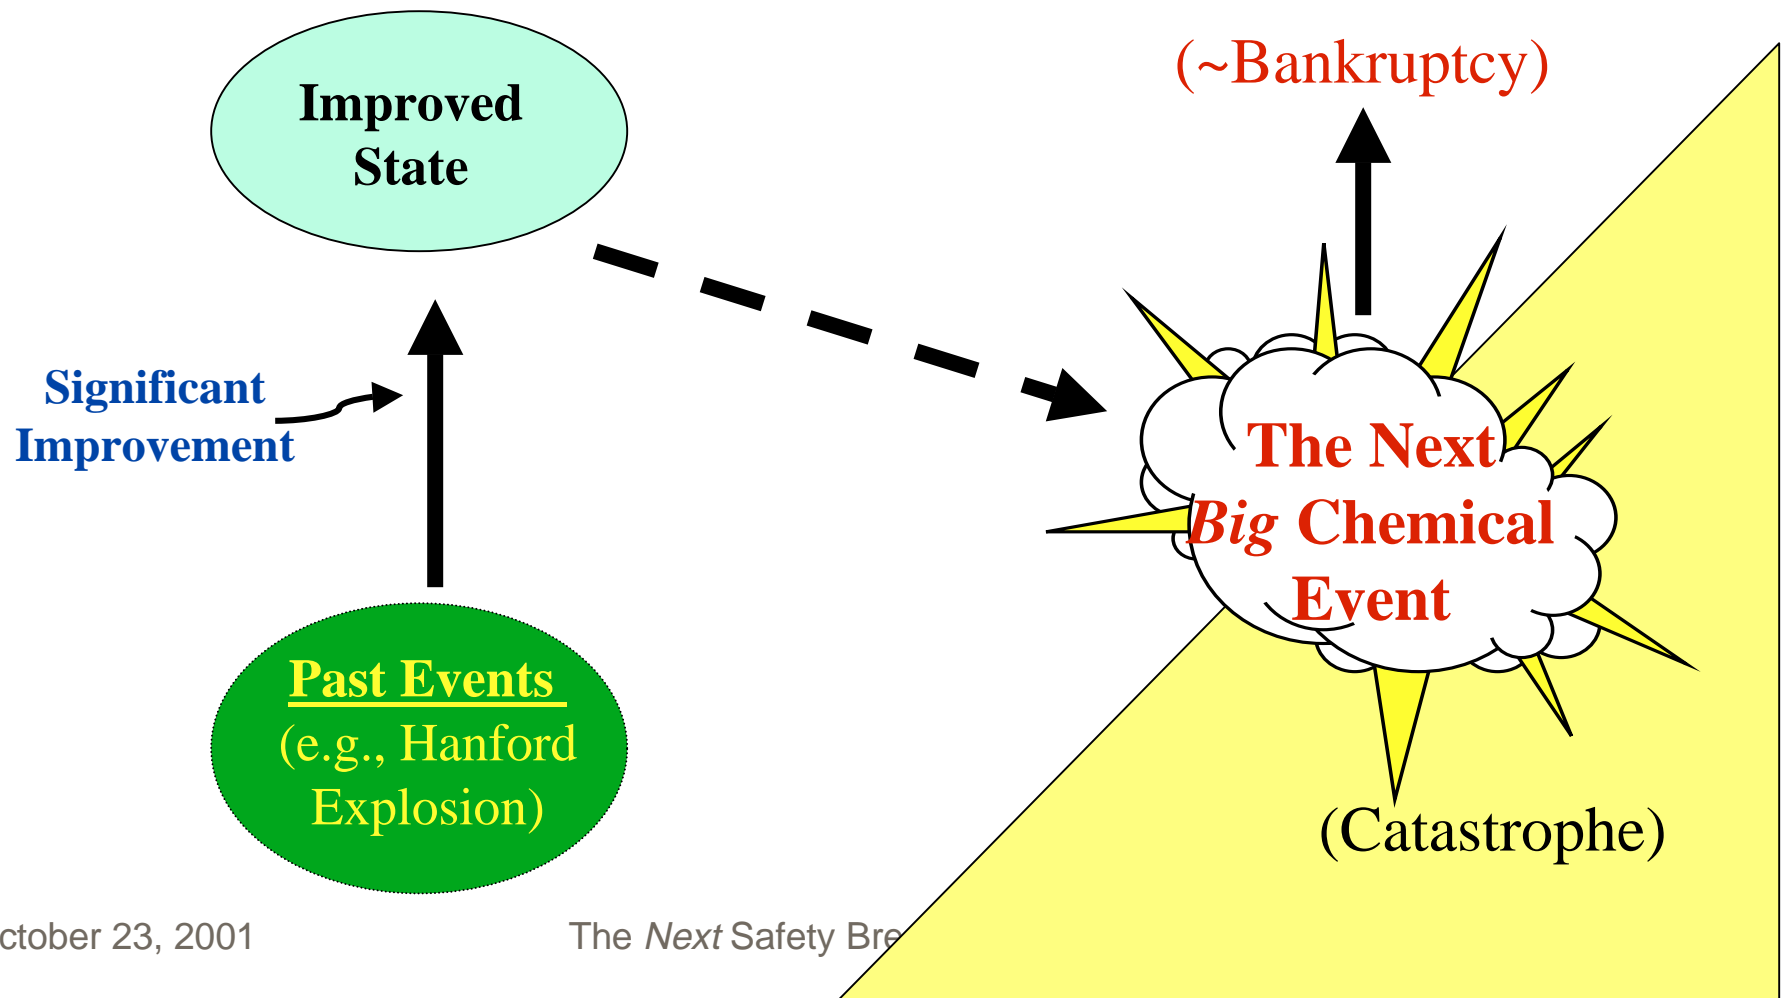 Improved
State
(~Bankruptcy)
Significant
Improvement
The Next
Big Chemical
Event
Past Events
(e.g., Hanford
Explosion)
(Catastrophe)
ctober 23, 2001
The Next Safety Bre